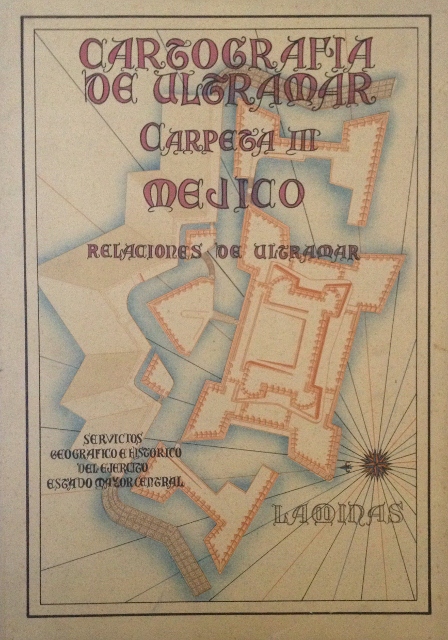 CARTOGRAFIA
DE ULTRAMAR
CARPETA III
MEJICO
RELACIONES DE ULTRAMAR
SERVICIOS
GEOGRAFICO E HISTORICO
DEL EJERCITO
ESTADO MAYOR CENTRAL
LAMINAS